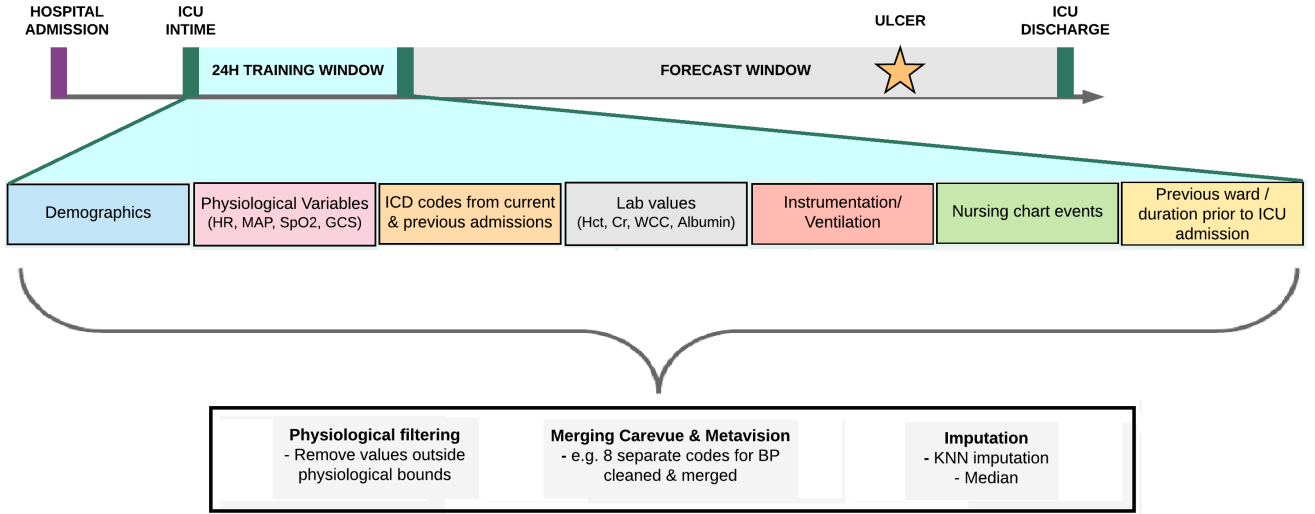 HOSPITAL
ADMISSION
ICU
INTIME
ULCER
ICU
DISCHARGE
24H TRAINING WINDOW
FORECAST WINDOW
Demographics
Physiological Variables
(HR, MAP, SpO2, GCS)
ICD codes from current
& previous admissions
Lab values
(Hct, Cr, WCC, Albumin)
Instrumentation/
Ventilation
Nursing chart events
Previous ward /
duration prior to ICU
admission
Physiological filtering
- Remove values outside
physiological bounds
Merging Carevue & Metavision
- e.g. 8 separate codes for BP
cleaned & merged
Imputation
- KNN imputation
- Median